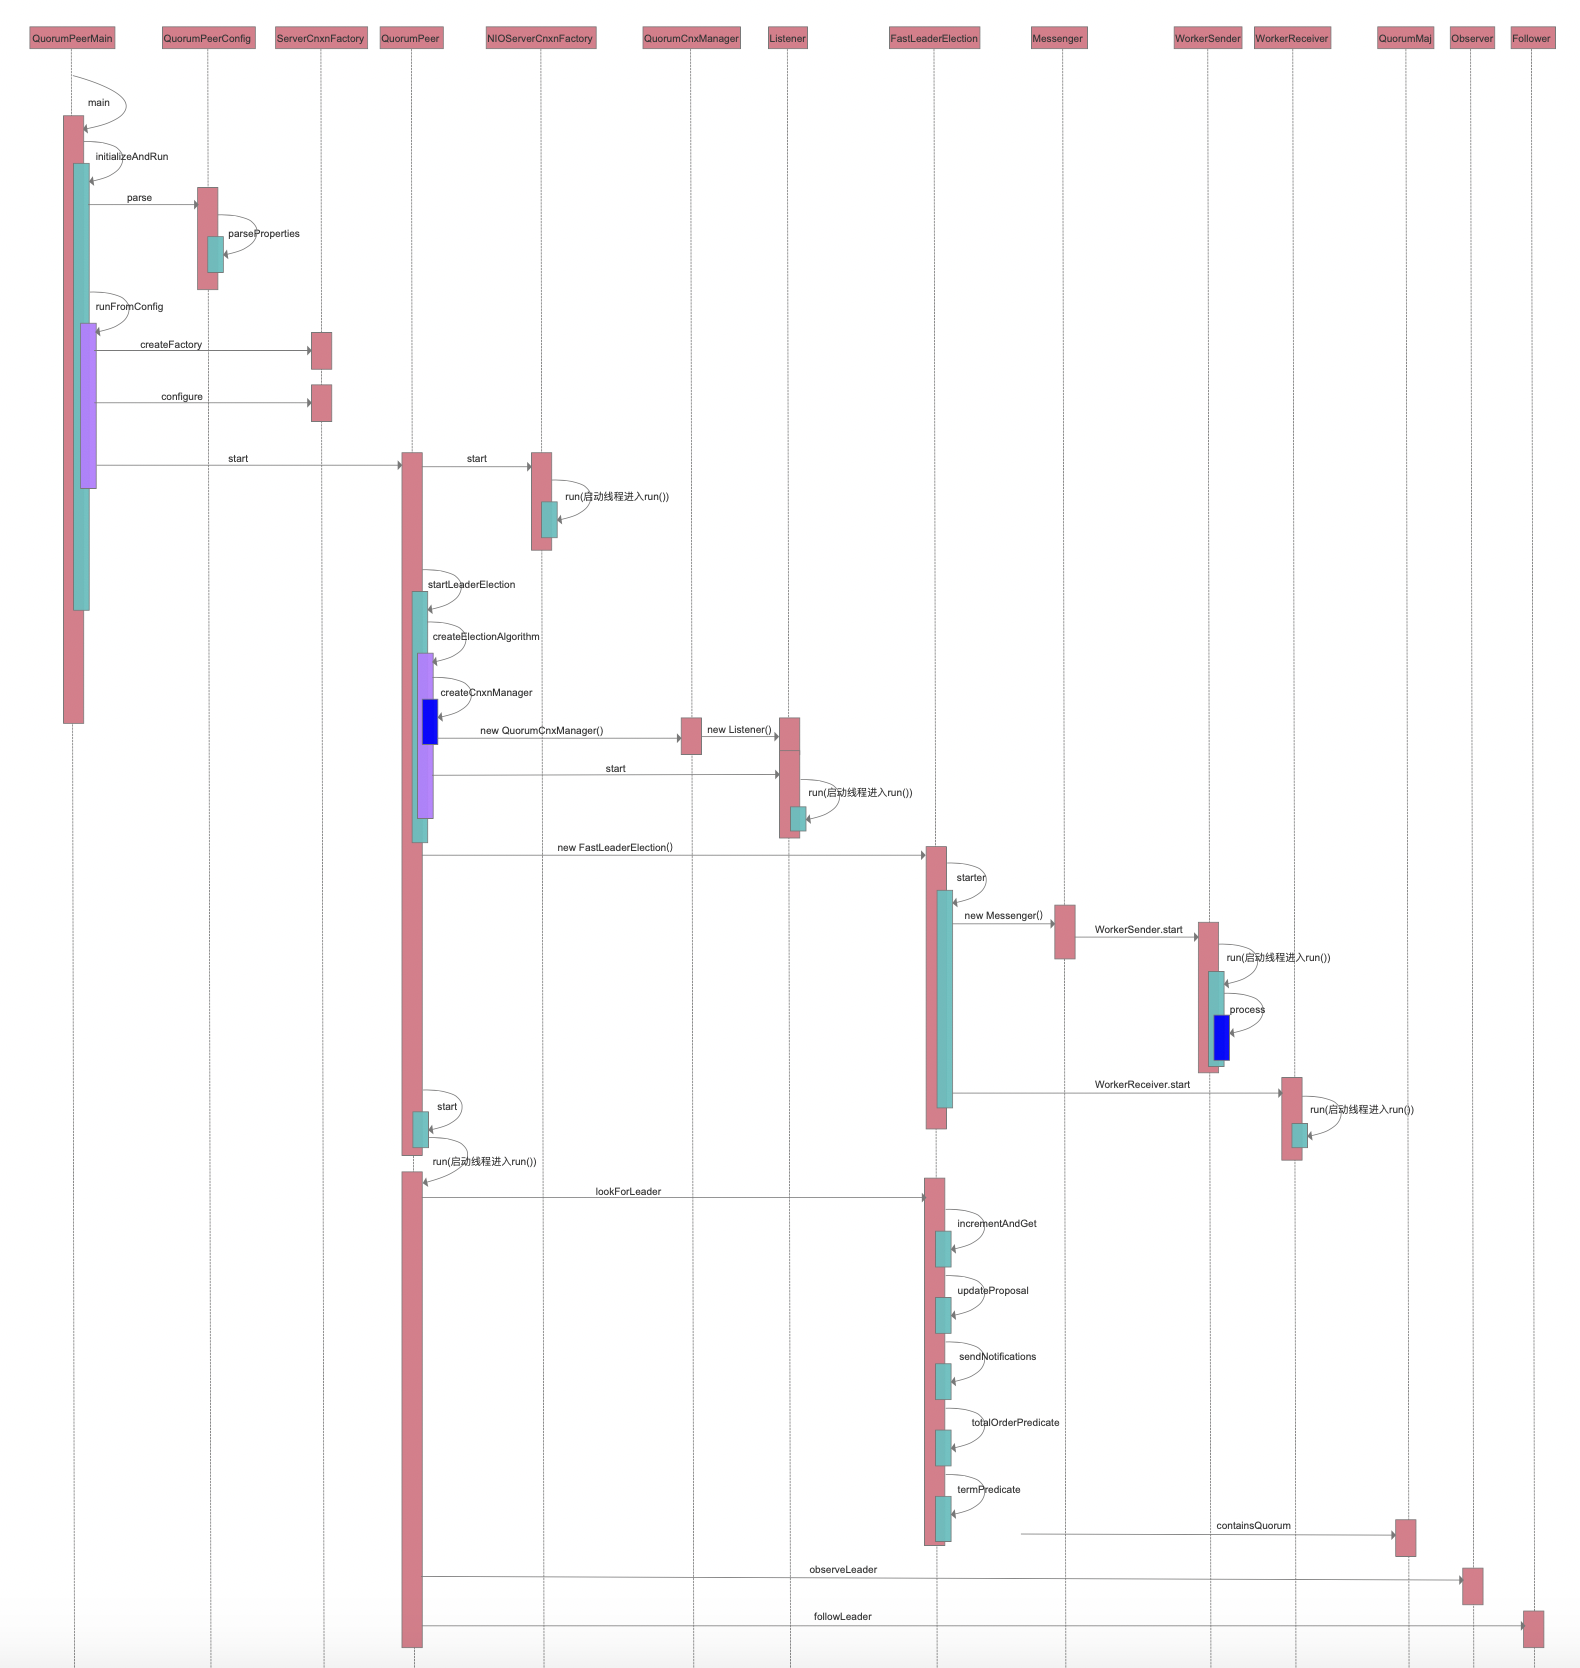 QuorumPeerMain
QuorumPeerConfig
ServerCnxnFactory
QuorumPeer
NIOServerCnxnFactory
QuorumCnxManager
Listener
FastLeaderElection
Messenger
WorkerSender
WorkerReceiver
QuorumMaj
Observer
Follower
main
initializeAndRun
parse
parseProperties
runFromConfig
createFactory
configure
start
start
run(启动线程进入run())
startLeaderElection
createElectionAlgorithm
createCnxnManager
new QuorumCnxManager()
new Listener()
start
run(启动线程进入run())
new FastLeaderElection()
starter
new Messenger()
WorkerSender.start
run(启动线程进入run())
process
WorkerReceiver.start
start
run(启动线程进入run())
run(启动线程进入run())
lookForLeader
incrementAndGet
updateProposal
sendNotifications
totalOrderPredicate
termPredicate
containsQuorum
observeLeader
followLeader